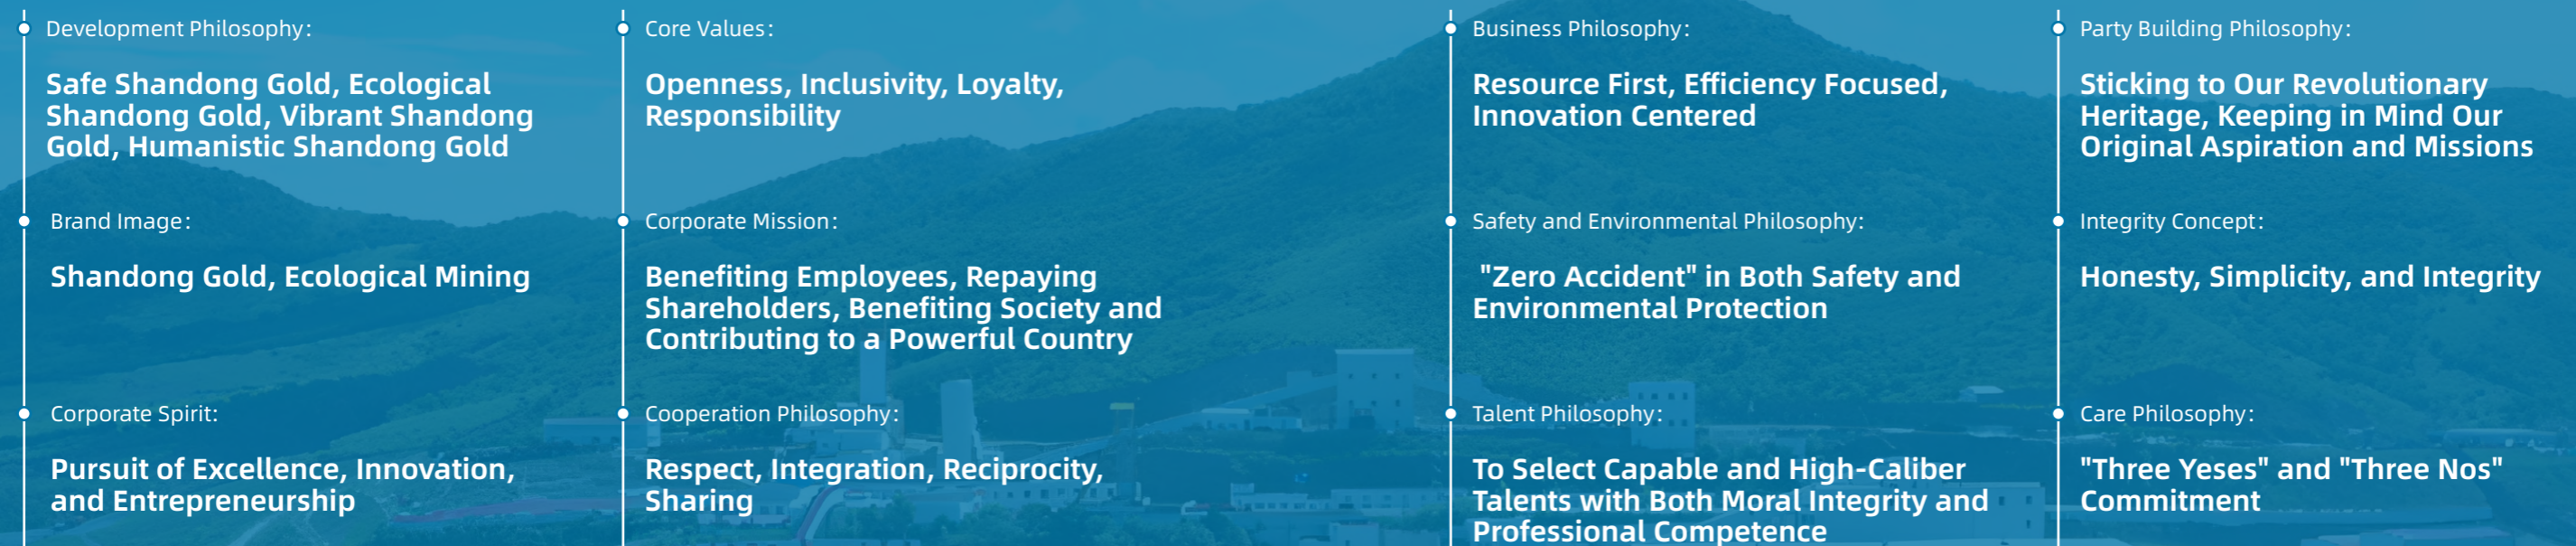 Development Philosophy:
Safe Shandong Gold, Ecological
Shandong Gold, Vibrant Shandong
Gold, Humanistic Shandong Gold
Brand Image:
Shandong Gold, Ecological Mining
Corporate Spirit:
Pursuit of Excellence, Innovation,
and Entrepreneurship
Core Values:
Openness, Inclusivity, Loyalty,
Responsibility
Corporate Mission:
Benefiting Employees, Repaying
Shareholders, Benefiting Society and
Contributing to a Powerful Country
Cooperation Philosophy:
Respect, Integration, Reciprocity,
Sharing
Business Philosophy:
Resource First, Efficiency Focused,
Innovation Centered
Safety and Environmental Philosophy:
"Zero Accident" in Both Safety and
Environmental Protection
Talent Philosophy:
To Select Capable and High-Caliber
Talents with Both Moral Integrity and
Professional Competence
Party Building Philosophy:
Sticking to Our Revolutionary
Heritage, Keeping in Mind Our
Original Aspiration and Missions
Integrity Concept:
Honesty, Simplicity, and Integrity
Care Philosophy:
"Three Yeses" and "Three Nos"
Commitment